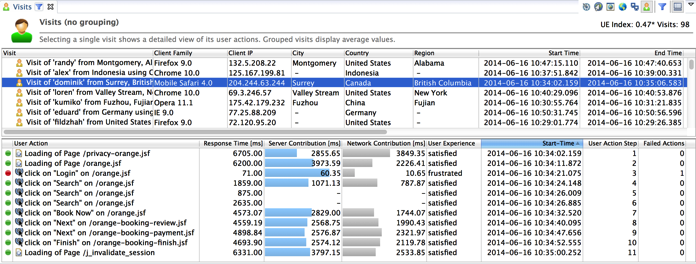 Visits
Visits (no grouping)
UE Index: 0.47* Visits: 98
Selecting a single visit shows a detailed view of its user actions. Grouped visits display average values.
Visit Client Family Client IP City Country Region Start Time End Time
Visit of 'randy' from Montgomery, Al Firefox 9.0 132.5.208.22 Montgomery United States Alabama 2014-06-16 10:47:15.110 2014-06-16 10:47:40.653
Visit of 'alex' from Indonesia using C Chrome 10.0 125.167.199.81 – Indonesia – 2014-06-16 10:37:51.842 2014-06-16 10:39:00.331
Visit of 'dominik' from Surrey, British Mobile Safari 4.0 204.244.63.244 Surrey Canada British Columbia 2014-06-16 10:34:02.159 2014-06-16 10:35:06.583
Visit of 'loren' from Valley Stream, N Chrome 10.0 69.3.246.57 Valley Stream United States New York 2014-06-16 10:29:40.092 2014-06-16 10:30:53.876
Visit of 'kumiko' from Fuzhou, Fujian Opera 11.1 175.42.179.232 Fuzhou China Fujian 2014-06-16 10:30:55.764 2014-06-16 10:31:21.835
Visit of 'eduard' from Germany using IE 9.0 77.25.88.209 – Germany – 2014-06-16 10:30:31.745 2014-06-16 10:31:56.594
Visit of 'fildzhah' from United States Firefox 9.0 72.120.95.20 – United States – 2014-06-16 10:29:01.774 2014-06-16 10:29:26.385
User Action Response Time [ms] Server Contribution [ms] Network Contribution [ms] User Experience Start-Time User Action Step Failed Actions
Loading of Page /privacy-orange.jsf 6705.00 2855.65 3849.35 satisfied 2014-06-16 10:34:02.159 1 –
Loading of Page /orange.jsf 6200.00 3973.59 2226.41 satisfied 2014-06-16 10:34:11.872 2 –
click on "Login" on /orange.jsf 71.00 60.35 10.65 frustrated 2014-06-16 10:34:21.075 3 1
click on "Search" on /orange.jsf 1859.00 1071.13 787.87 satisfied 2014-06-16 10:34:24.148 4 –
click on "Search" on /orange.jsf 875.00 – – satisfied 2014-06-16 10:34:26.009 5 –
click on "Search" on /orange.jsf 2635.00 – – satisfied 2014-06-16 10:34:26.885 6 –
click on "Book Now" on /orange.jsf 4573.07 2829.00 1744.07 satisfied 2014-06-16 10:34:32.520 7 –
click on "Next" on /orange-booking-review.jsf 4559.19 2568.75 1990.43 satisfied 2014-06-16 10:34:40.095 8 –
click on "Next" on /orange-booking-payment.jsf 4898.84 2576.87 2321.97 satisfied 2014-06-16 10:34:47.656 9 –
click on "Finish" on /orange-booking-finish.jsf 4693.90 2574.12 2119.78 satisfied 2014-06-16 10:34:52.555 10 –
Loading of Page /j_invalidate_session 6331.00 3797.15 2533.85 satisfied 2014-06-16 10:35:00.252 11 –